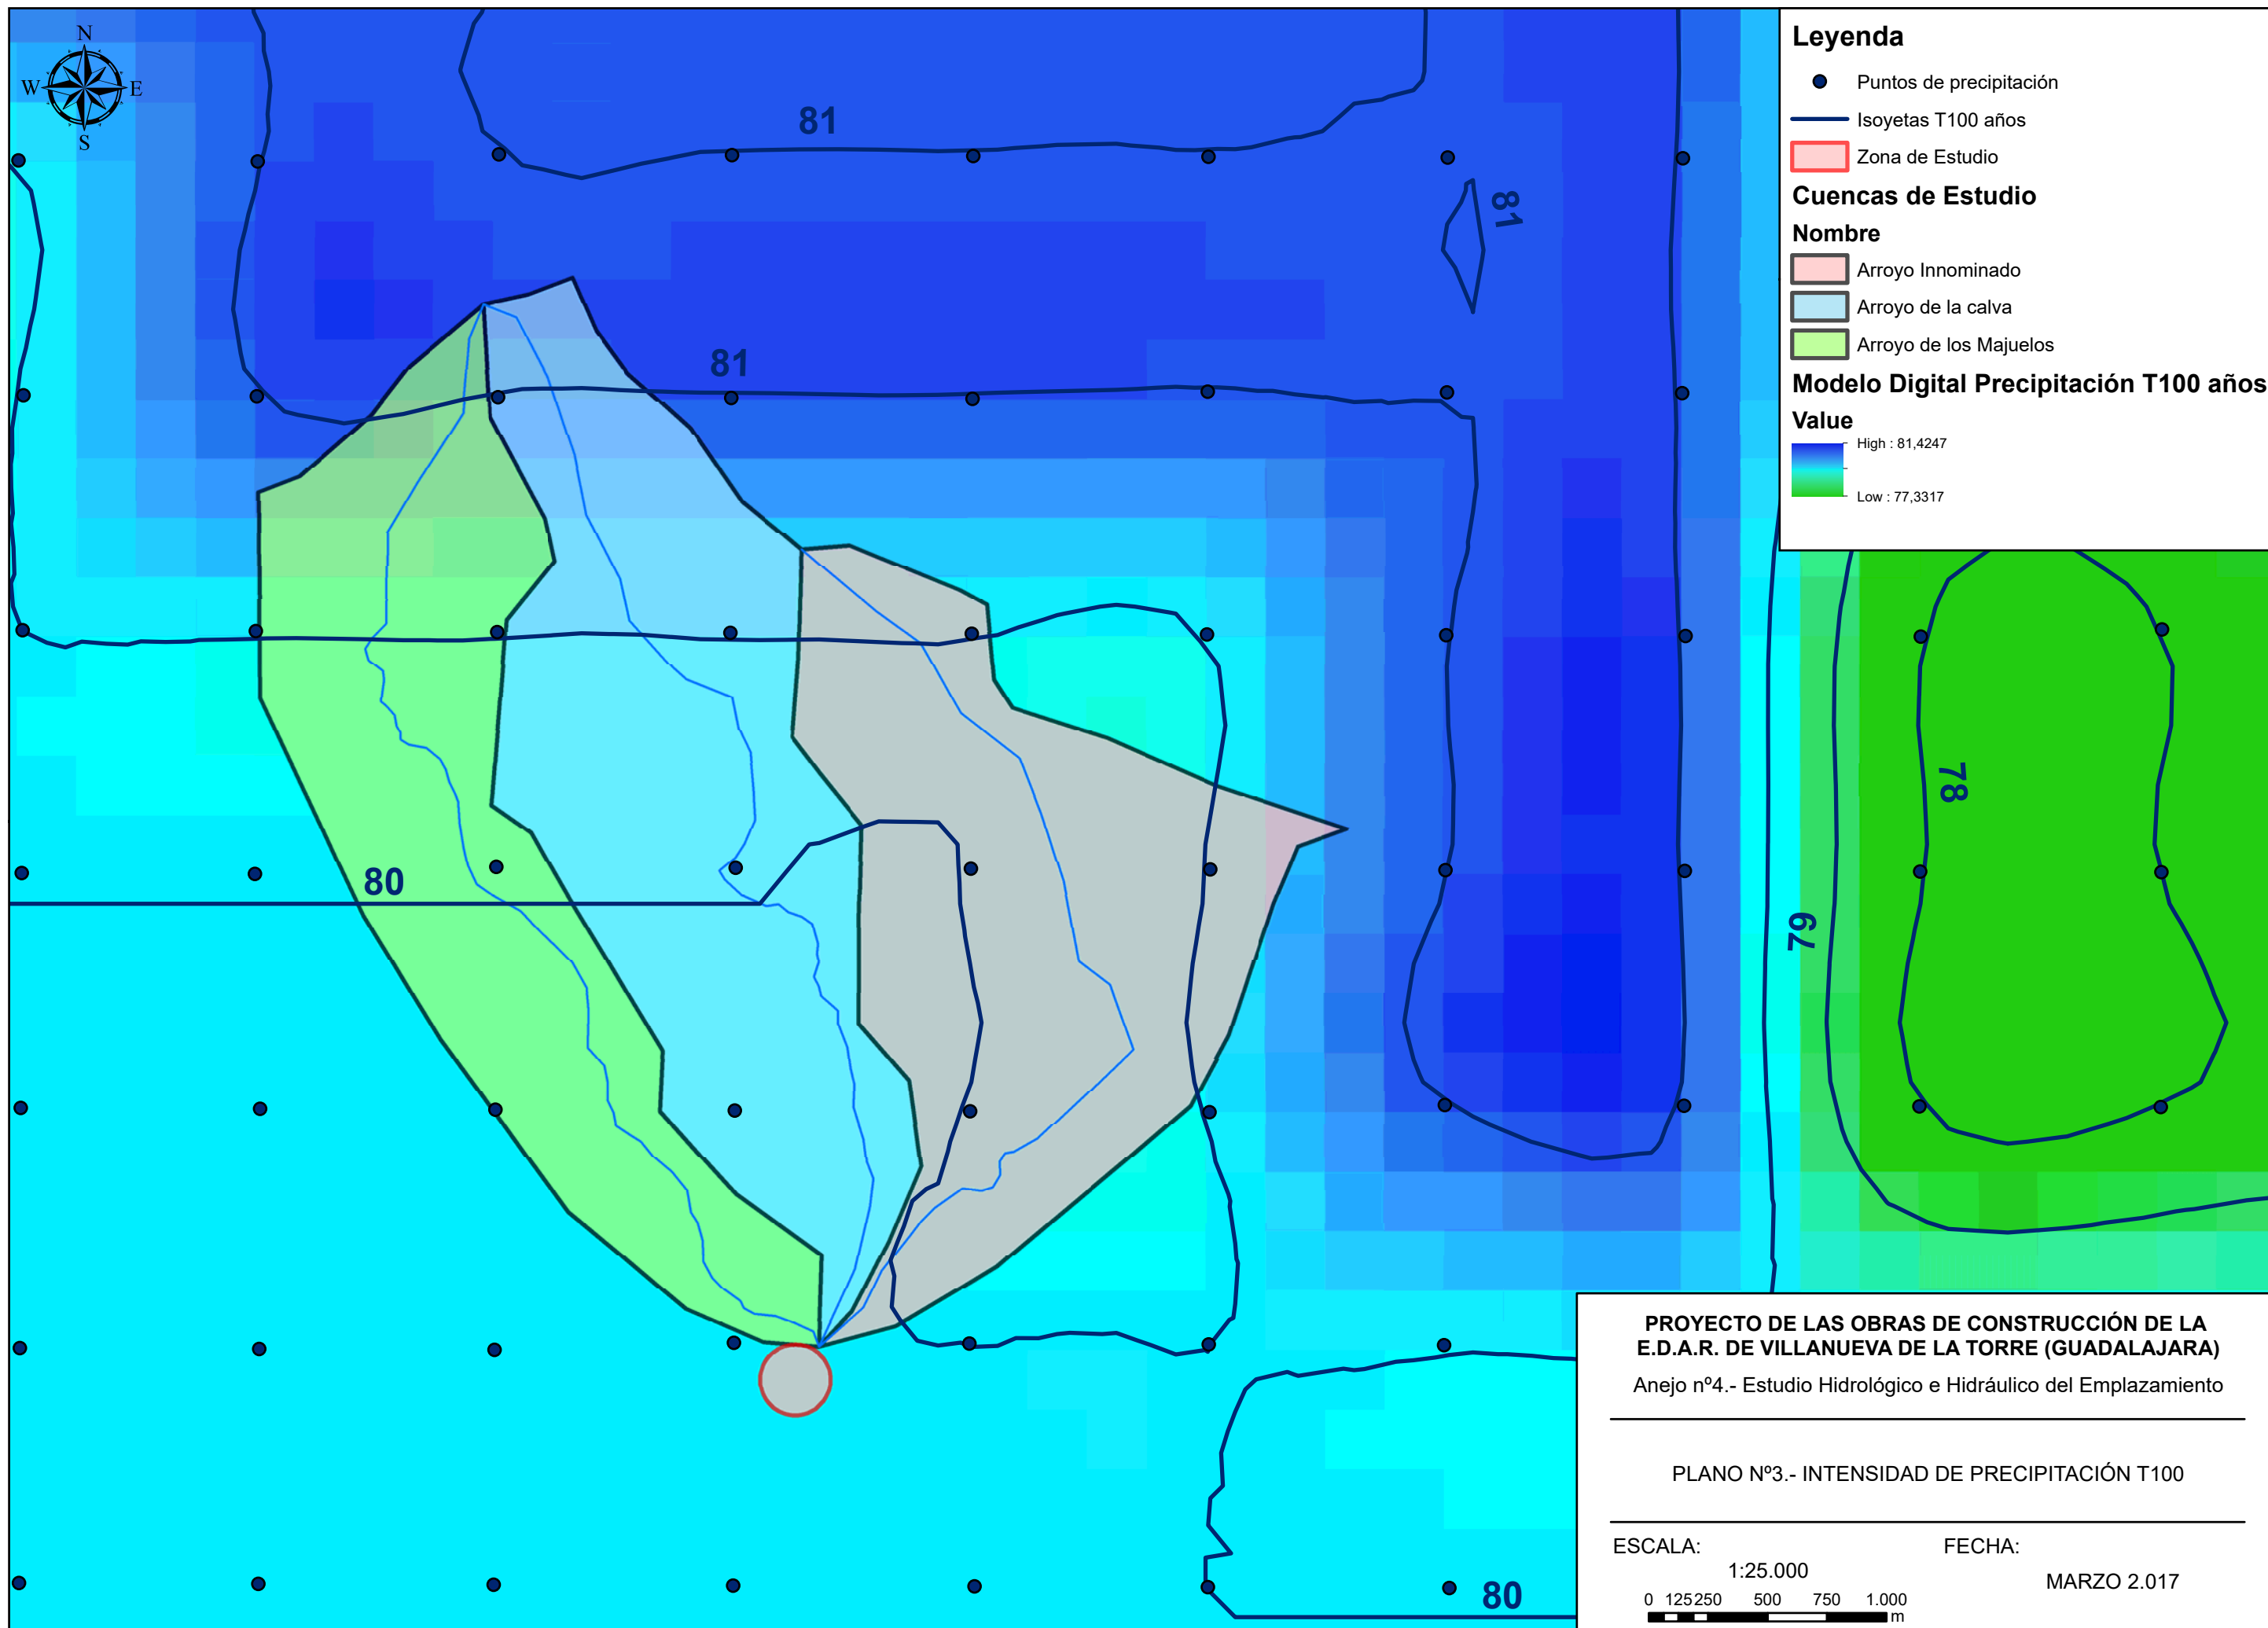 N
W
E
S
81
81
81
80
79
78
80
Leyenda
Puntos de precipitación
Isoyetas T100 años
Zona de Estudio
Cuencas de Estudio
Nombre
Arroyo Innominado
Arroyo de la calva
Arroyo de los Majuelos
Modelo Digital Precipitación T100 años
Value
High : 81,4247
Low : 77,3317
PROYECTO DE LAS OBRAS DE CONSTRUCCIÓN DE LA
E.D.A.R. DE VILLANUEVA DE LA TORRE (GUADALAJARA)
Anejo nº4.- Estudio Hidrológico e Hidráulico del Emplazamiento
PLANO Nº3.- INTENSIDAD DE PRECIPITACIÓN T100
ESCALA:
1:25.000
0 125 250 500 750 1.000
m
FECHA:
MARZO 2.017